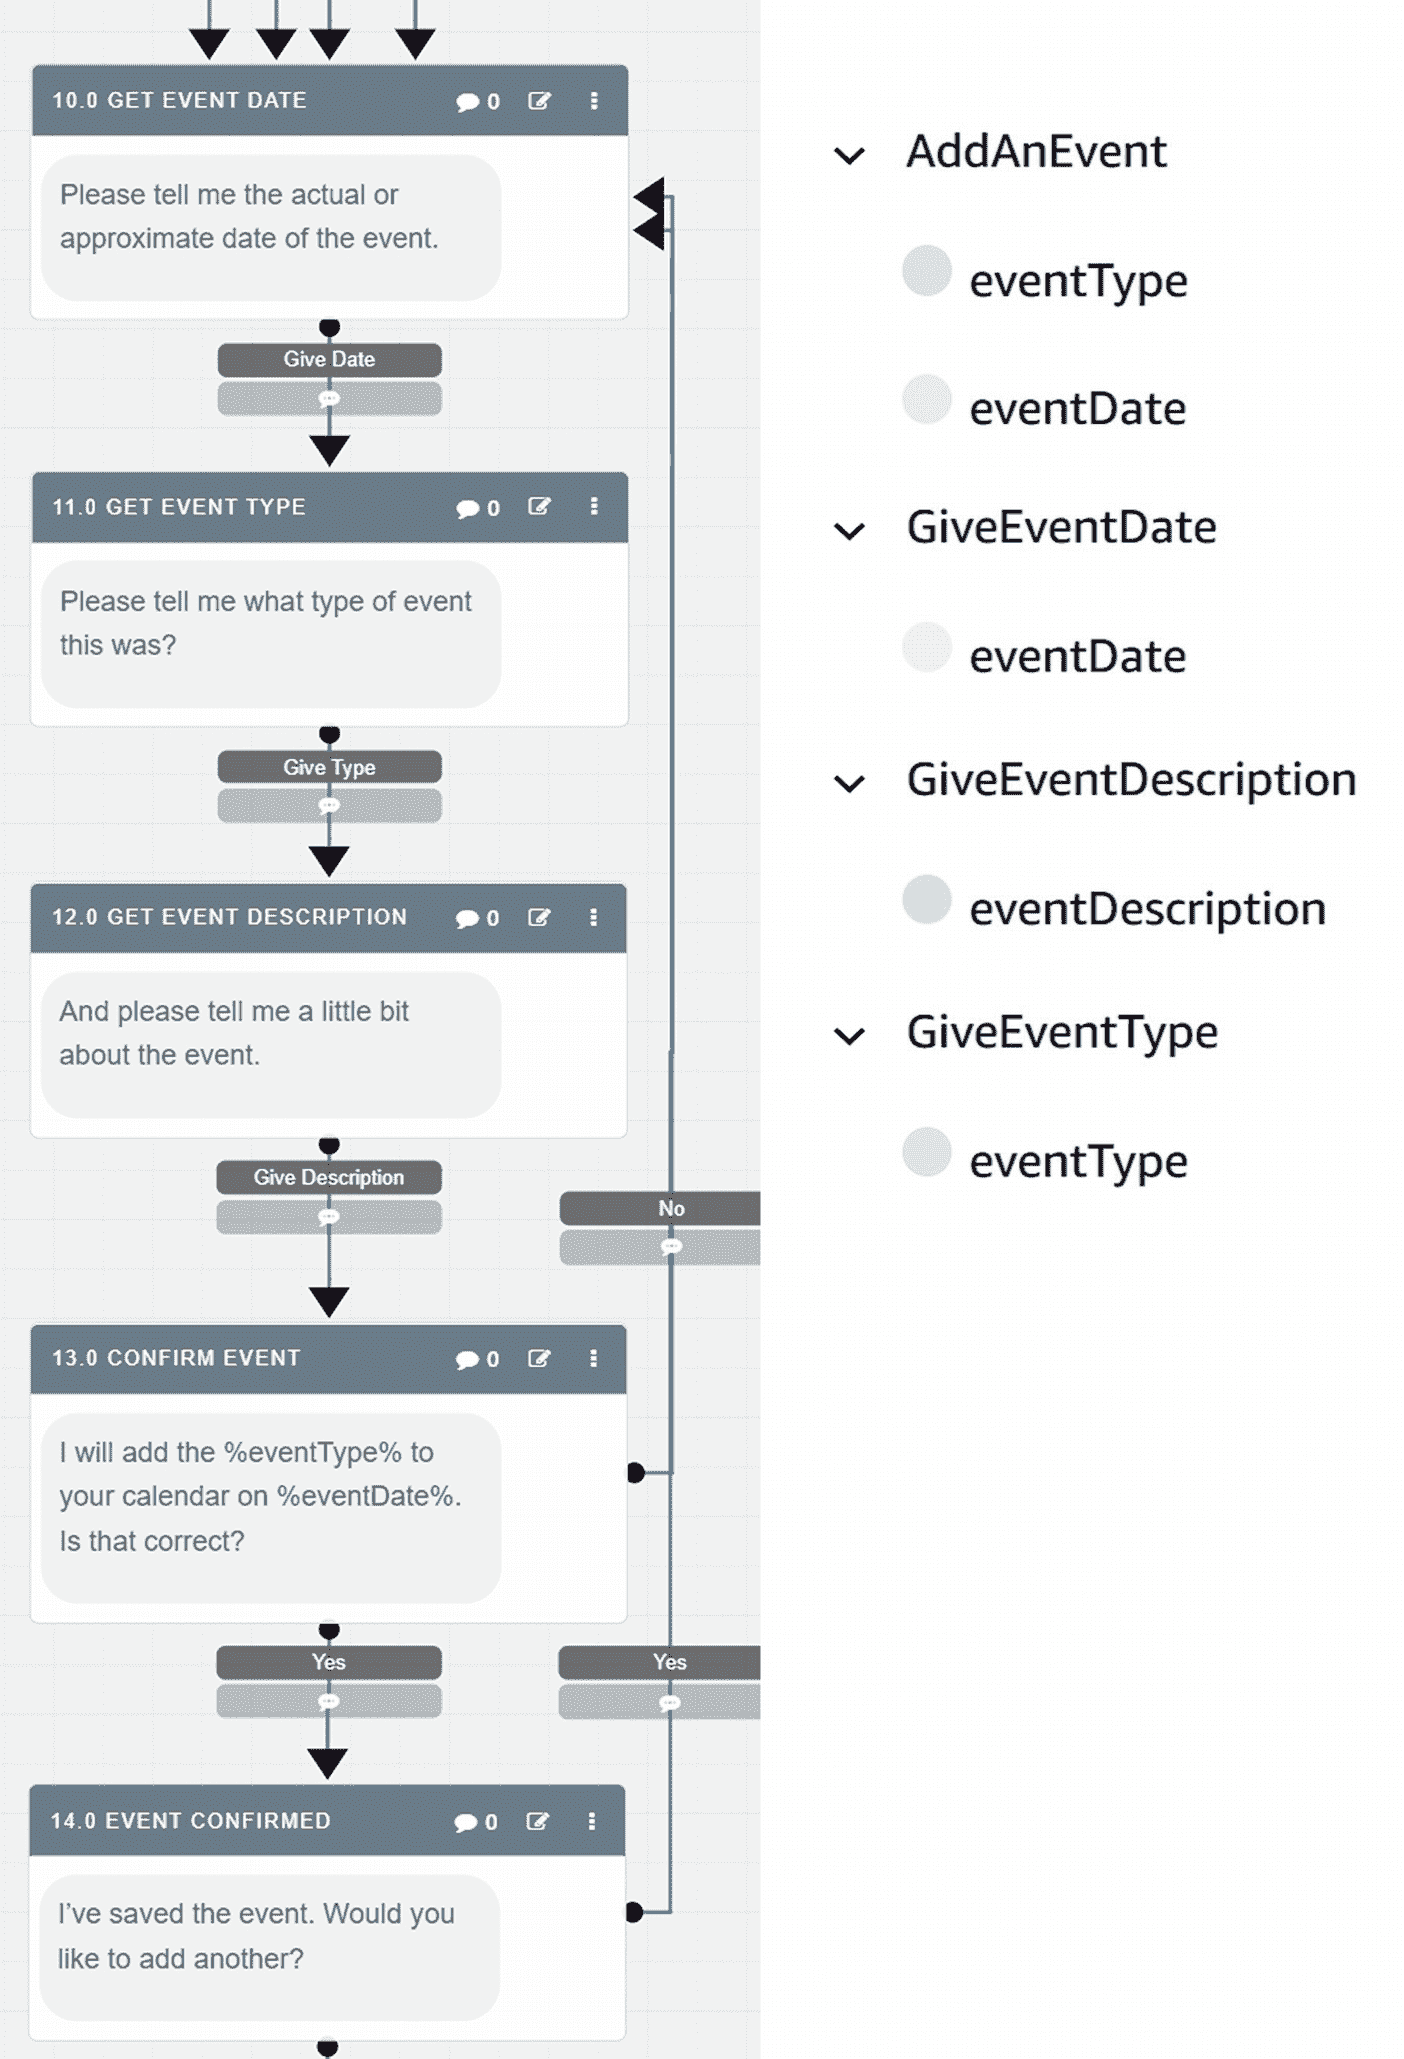 10.0 GET EVENT DATE
0
Please tell me the actual or
approximate date of the event.
Give Date
11.0 GET EVENT TYPE
0
Please tell me what type of event
this was?
Give Type
12.0 GET EVENT DESCRIPTION
0
And please tell me a little bit
about the event.
Give Description
No
13.0 CONFIRM EVENT
0
I will add the %eventType% to
your calendar on %eventDate%.
Is that correct?
Yes
Yes
14.0 EVENT CONFIRMED
0
I’ve saved the event. Would you
like to add another?
AddAnEvent
eventType
eventDate
GiveEventDate
eventDate
GiveEventDescription
eventDescription
GiveEventType
eventType